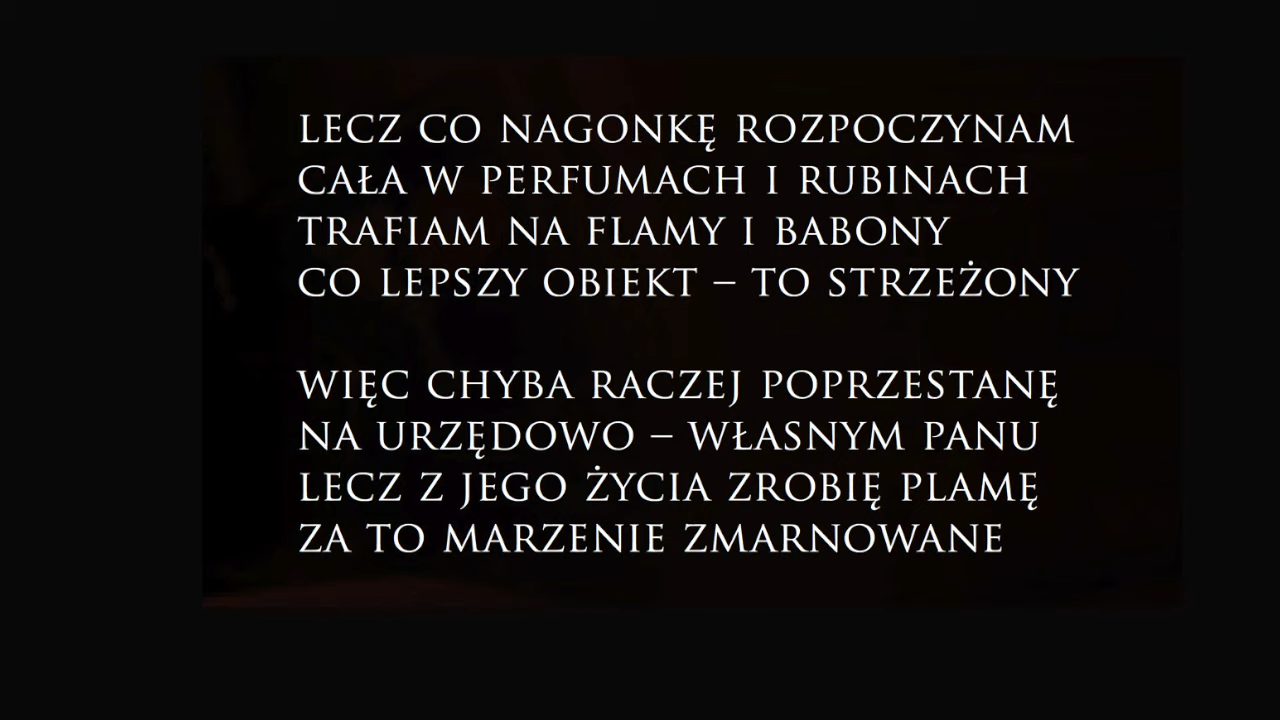 LECZ CO NAGONKĘ ROZPOCZYNAM
CAŁA W PERFUMACH I RUBINACH
TRAFIAM NA FLAMY I BABONY
CO LEPSZY OBIEKT – TO STRZEŻONY
WIĘC CHYBA RACZEJ POPRZESTANĘ
NA URZĘDOWO – WŁASNYM PANU
LECZ Z JEGO ŻYCIA ZROBIĘ PLAMĘ
ZA TO MARZENIE ZMARNOWANE